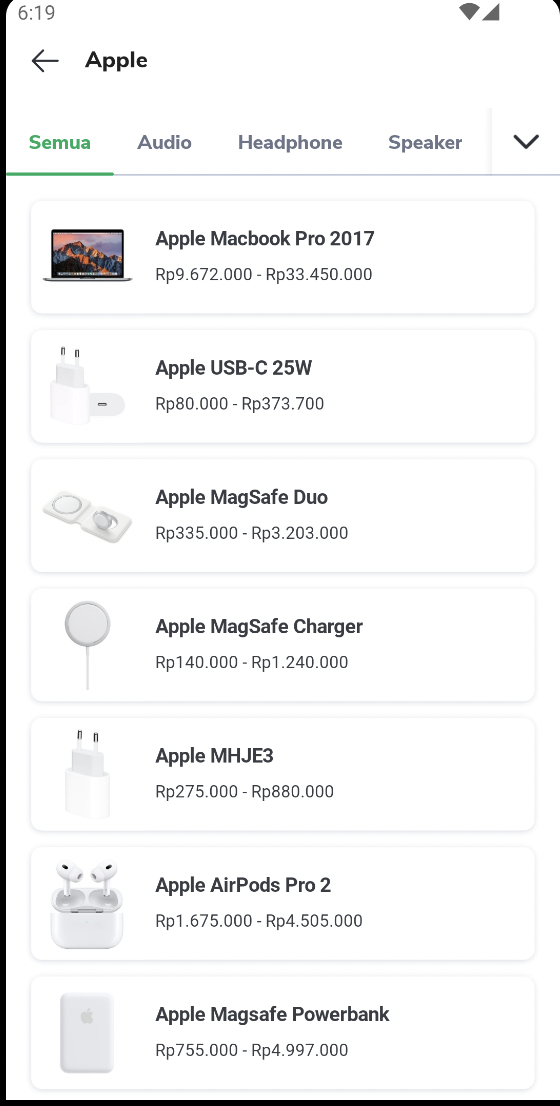 6:19
Apple
Semua Audio Headphone Speaker
Apple Macbook Pro 2017
Rp9.672.000 - Rp33.450.000
Apple USB-C 25W
Rp80.000 - Rp373.700
Apple MagSafe Duo
Rp335.000 - Rp3.203.000
Apple MagSafe Charger
Rp140.000 - Rp1.240.000
Apple MHJE3
Rp275.000 - Rp880.000
Apple AirPods Pro 2
Rp1.675.000 - Rp4.505.000
Apple Magsafe Powerbank
Rp755.000 - Rp4.997.000